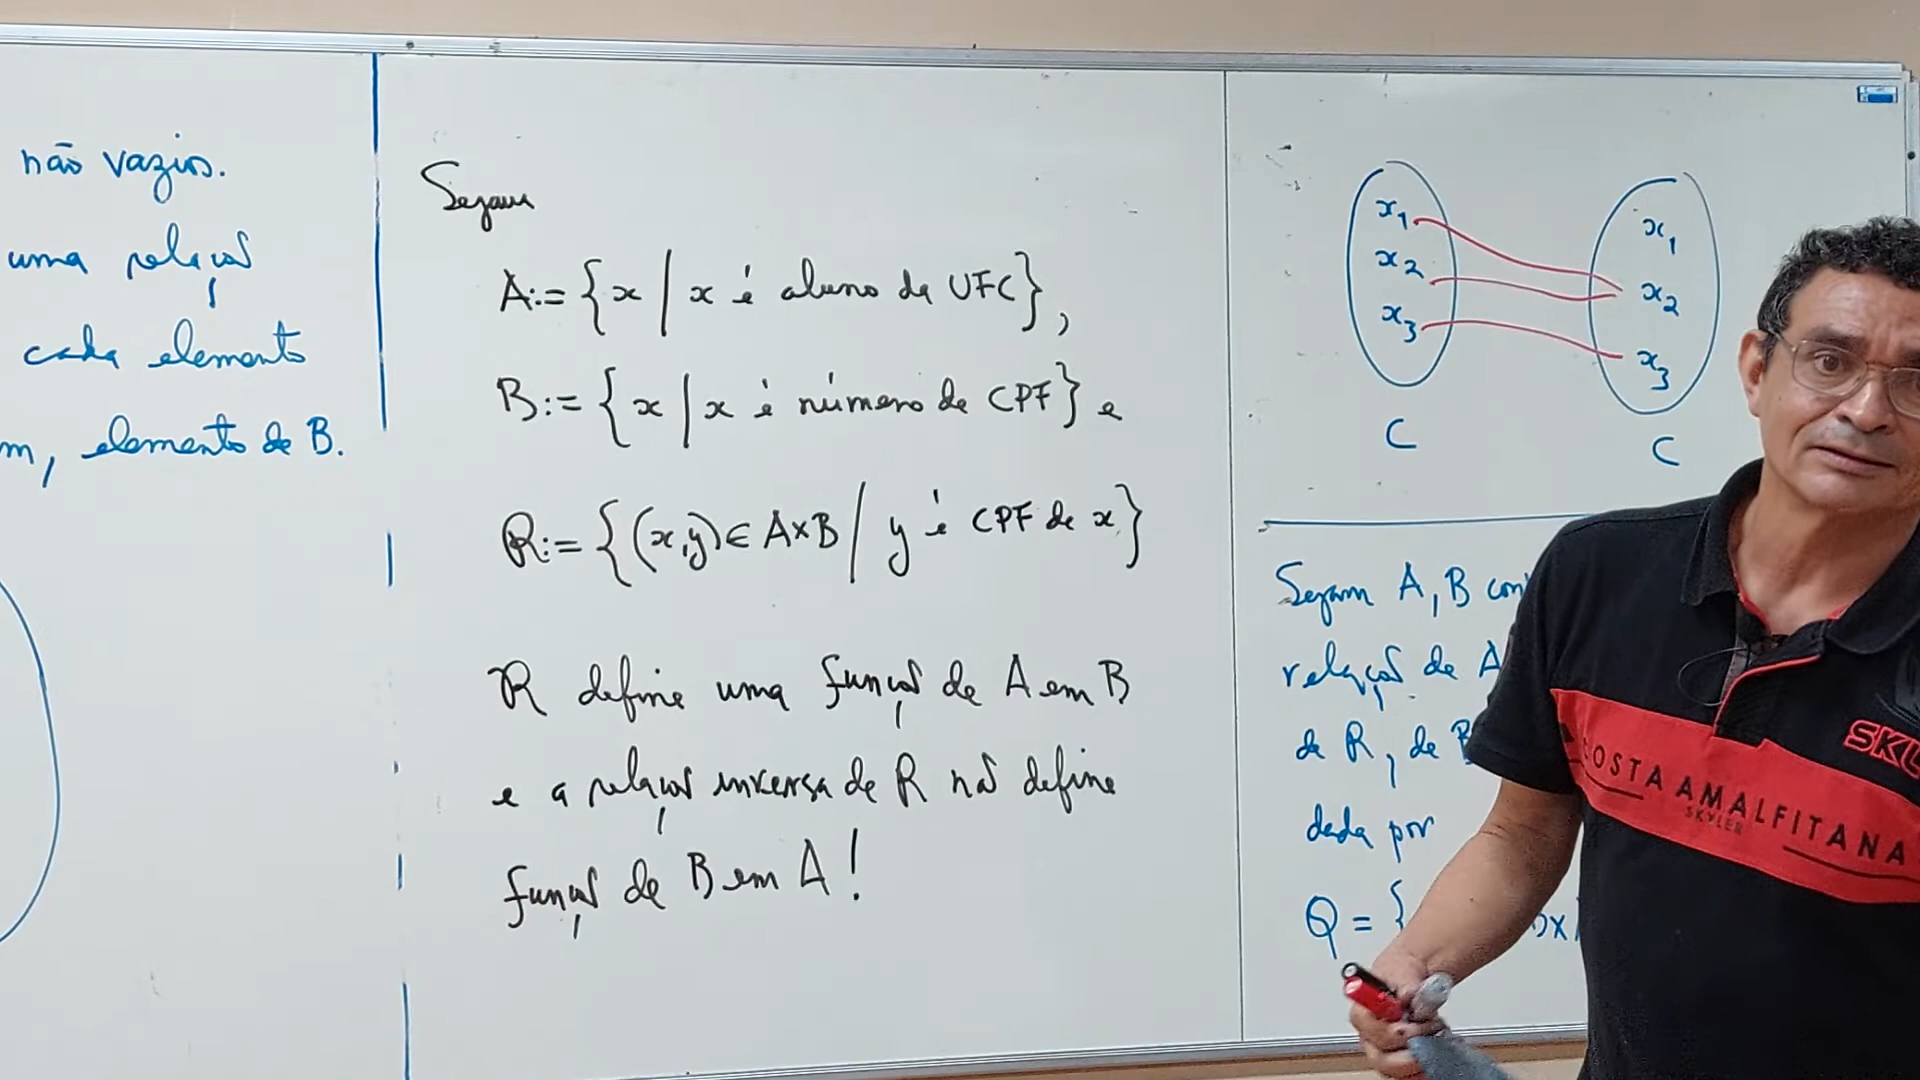 não vazios.
uma relação
cada elemento
m, elemento de B.
Sejam
A:= {x | x é aluno da UFC},
B:= {x | x é número de CPF} e
R:= {(x,y) ∈ A×B | y é CPF de x}
R define uma função de A em B
e a relação inversa de R não define
função de B em A!
x₁ x₁
x₂ x₂
x₃ x₃
C C
Sejam A, B con
relação de A
de R, de B
dada por
Q = {
SKYL
COSTA AMALFITANA
SKYLER